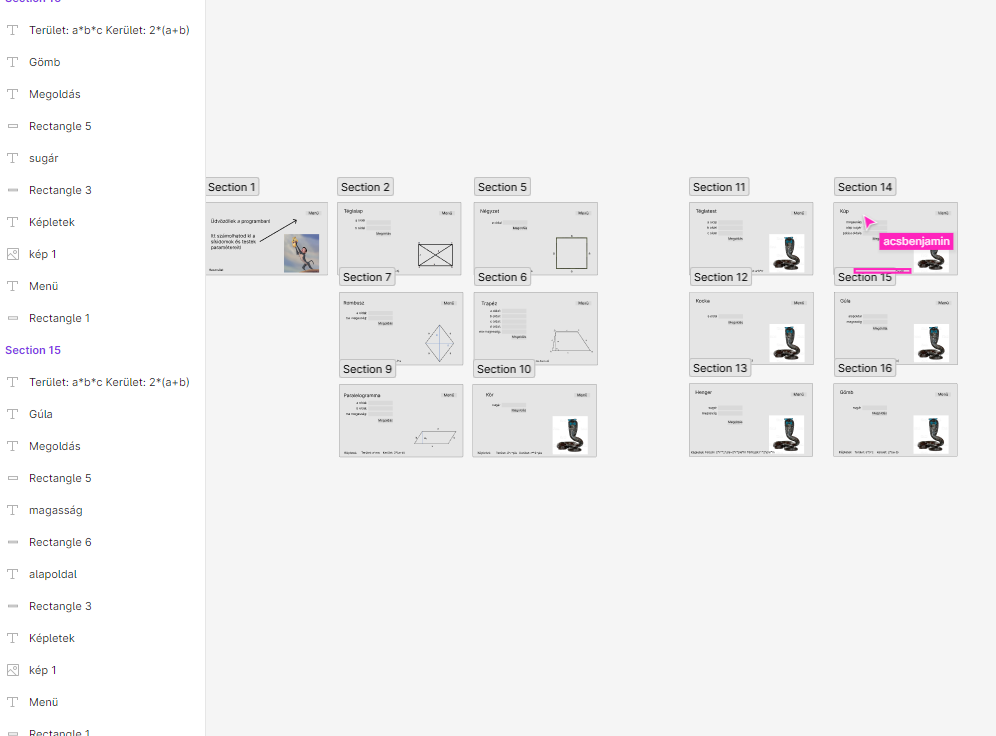 Section 16
Terület: a*b*c Kerület: 2*(a+b)
Gömb
Megoldás
Rectangle 5
sugár
Rectangle 3
Képletek
kép 1
Menü
Rectangle 1
Section 15
Terület: a*b*c Kerület: 2*(a+b)
Gúla
Megoldás
Rectangle 5
magasság
Rectangle 6
alapoldal
Rectangle 3
Képletek
kép 1
Menü
Rectangle 1
Section 1
Üdvözöllek a programban!
Menü
Itt számolhatod ki a
síkidomok és testek
paramétereit!
Section 2
Téglalap
Menü
Section 5
Négyzet
Menü
Megoldás
Section 11
Téglatest
Menü
Section 14
Kúp
Menü
acsbenjamin
Section 7
Rombusz
Menü
Megoldás
Section 6
Trapéz
Menü
Megoldás
Section 12
Kocka
Menü
Megoldás
Section 15
Gúla
Menü
Megoldás
Section 9
Paralelogramma
Menü
Megoldás
Section 10
Kör
Menü
Megoldás
Section 13
Henger
Menü
Megoldás
Section 16
Gömb
Menü
Megoldás